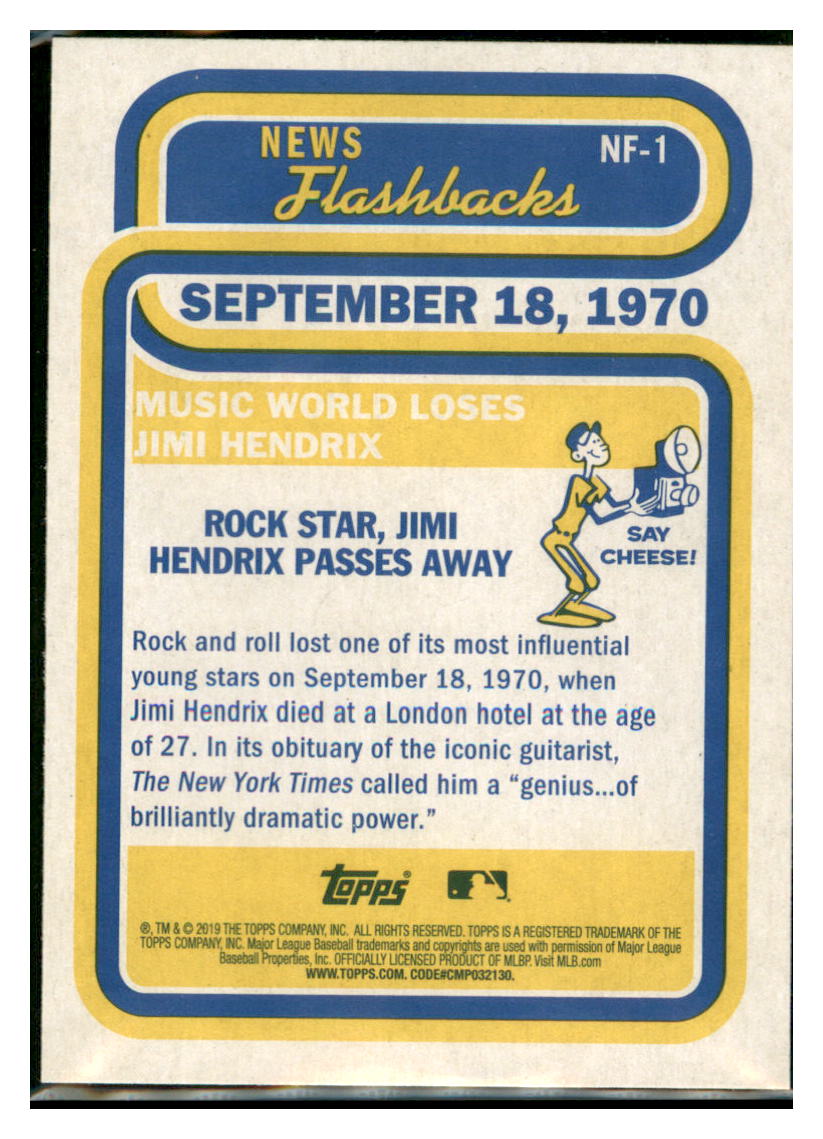 NEWS
NF-1
Flashbacks
SEPTEMBER 18, 1970
MUSIC WORLD LOSES
JIMI HENDRIX
ROCK STAR, JIMI
HENDRIX PASSES AWAY
SAY
CHEESE!
Rock and roll lost one of its most influential
young stars on September 18, 1970, when
Jimi Hendrix died at a London hotel at the age
of 27. In its obituary of the iconic guitarist,
The New York Times called him a “genius...of
brilliantly dramatic power.”
topps®
®, TM & © 2019 THE TOPPS COMPANY, INC. ALL RIGHTS RESERVED. TOPPS IS A REGISTERED TRADEMARK OF THE
TOPPS COMPANY, INC. Major League Baseball trademarks and copyrights are used with permission of Major League
Baseball Properties, Inc. OFFICIALLY LICENSED PRODUCT OF MLBP. Visit MLB.com
WWW.TOPPS.COM. CODE#CMP032130.